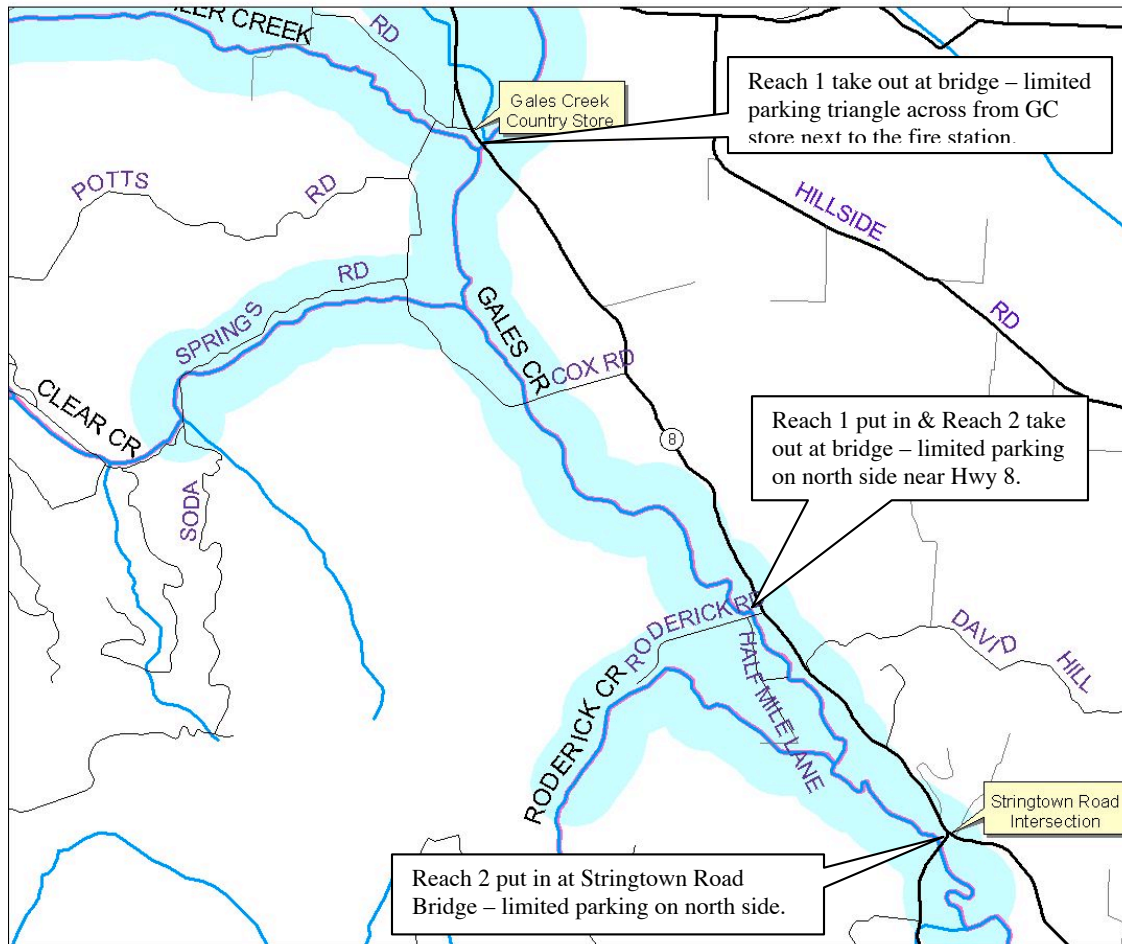 CREEK
RD
Gales Creek
Country Store
Reach 1 take out at bridge – limited
parking triangle across from GC
store next to the fire station.
POTTS
RD
HILLSIDE
RD
SPRINGS
RD
GALES CR
COX RD
CLEAR CR
8
Reach 1 put in & Reach 2 take
out at bridge – limited parking
on north side near Hwy 8.
SODA
RODERICK RD
HALF MILE LANE
DAVID
HILL
RODERICK CR
Stringtown Road
Intersection
Reach 2 put in at Stringtown Road
Bridge – limited parking on north side.